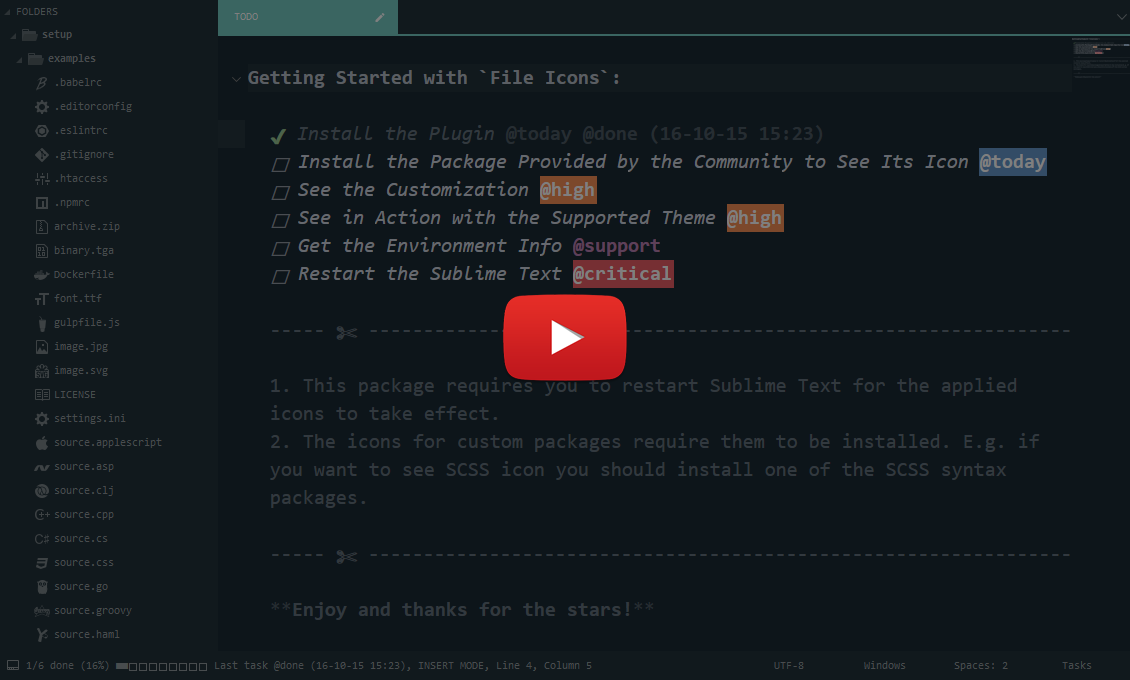 FOLDERS
setup
examples
.babelrc
.editorconfig
.eslintrc
.gitignore
.htaccess
.npmrc
archive.zip
binary.tga
Dockerfile
font.ttf
gulpfile.js
image.jpg
image.svg
LICENSE
settings.ini
source.applescript
source.asp
source.clj
source.cpp
source.cs
source.css
source.go
source.groovy
source.haml
TODO
Getting Started with `File Icons`:
✔ Install the Plugin @today @done (16-10-15 15:23)
□ Install the Package Provided by the Community to See Its Icon @today
□ See the Customization @high
□ See in Action with the Supported Theme @high
□ Get the Environment Info @support
□ Restart the Sublime Text @critical
1. This package requires you to restart Sublime Text for the applied
icons to take effect.
2. The icons for custom packages require them to be installed. E.g. if
you want to see SCSS icon you should install one of the SCSS syntax
packages.
**Enjoy and thanks for the stars!**
1/6 done (16%) Last task @done (16-10-15 15:23), INSERT MODE, Line 4, Column 5 UTF-8 Windows Spaces: 2 Tasks